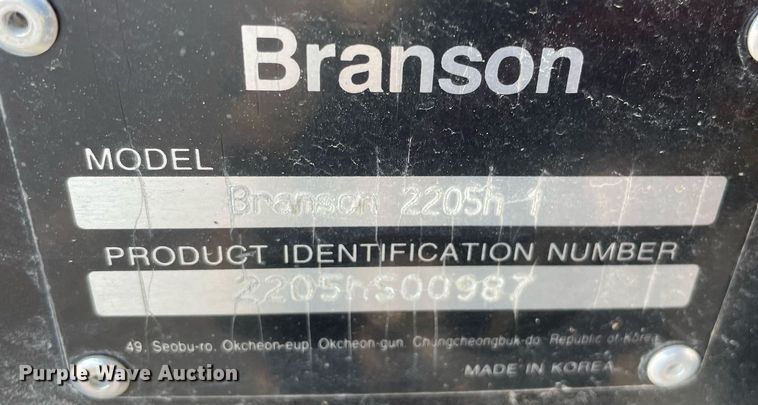 Branson
MODEL
Branson 2205h 1
PRODUCT IDENTIFICATION NUMBER
2205hS00987
49, Seobu-ro, Okcheon-eup, Okcheon-gun, Chungcheongbuk-do, Republic of Korea
MADE IN KOREA
Purple Wave Auction